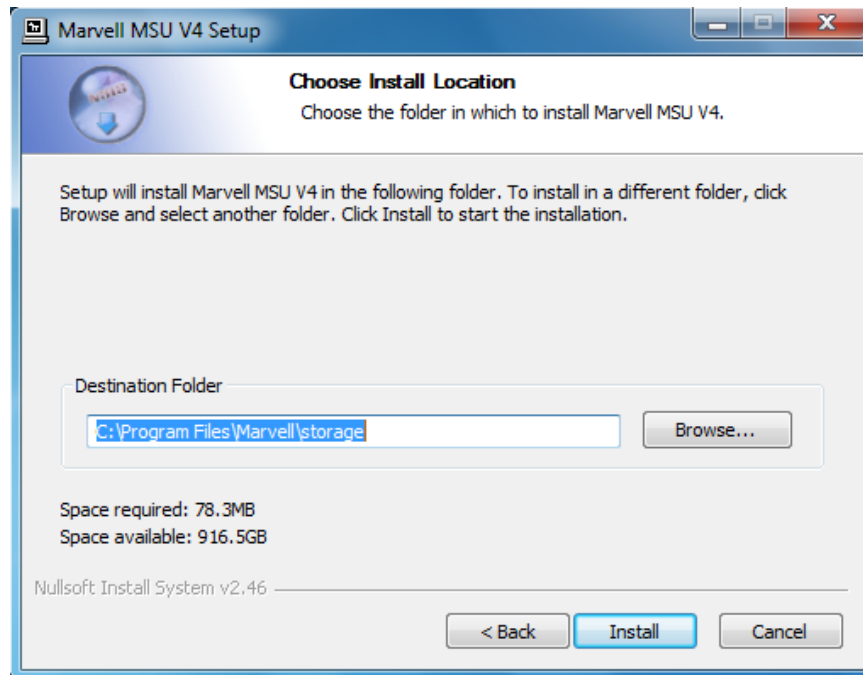 Marvell MSU V4 Setup
Choose Install Location
Choose the folder in which to install Marvell MSU V4.
Setup will install Marvell MSU V4 in the following folder. To install in a different folder, click
Browse and select another folder. Click Install to start the installation.
Destination Folder
C:\Program Files\Marvell\storage
Browse...
Space required: 78.3MB
Space available: 916.5GB
Nullsoft Install System v2.46
< Back
Install
Cancel